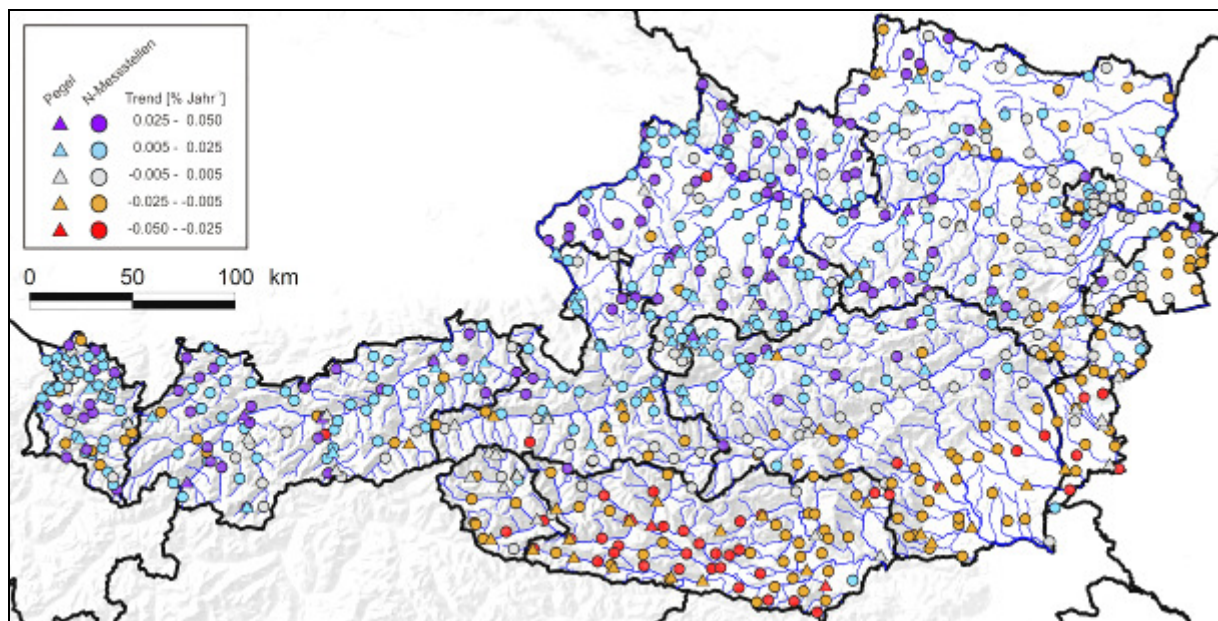 Pegel
N-Messstellen
Trend [% Jahr⁻¹]
0.025 - 0.050
0.005 - 0.025
-0.005 - 0.005
-0.025 - -0.005
-0.050 - -0.025
0 50 100 km